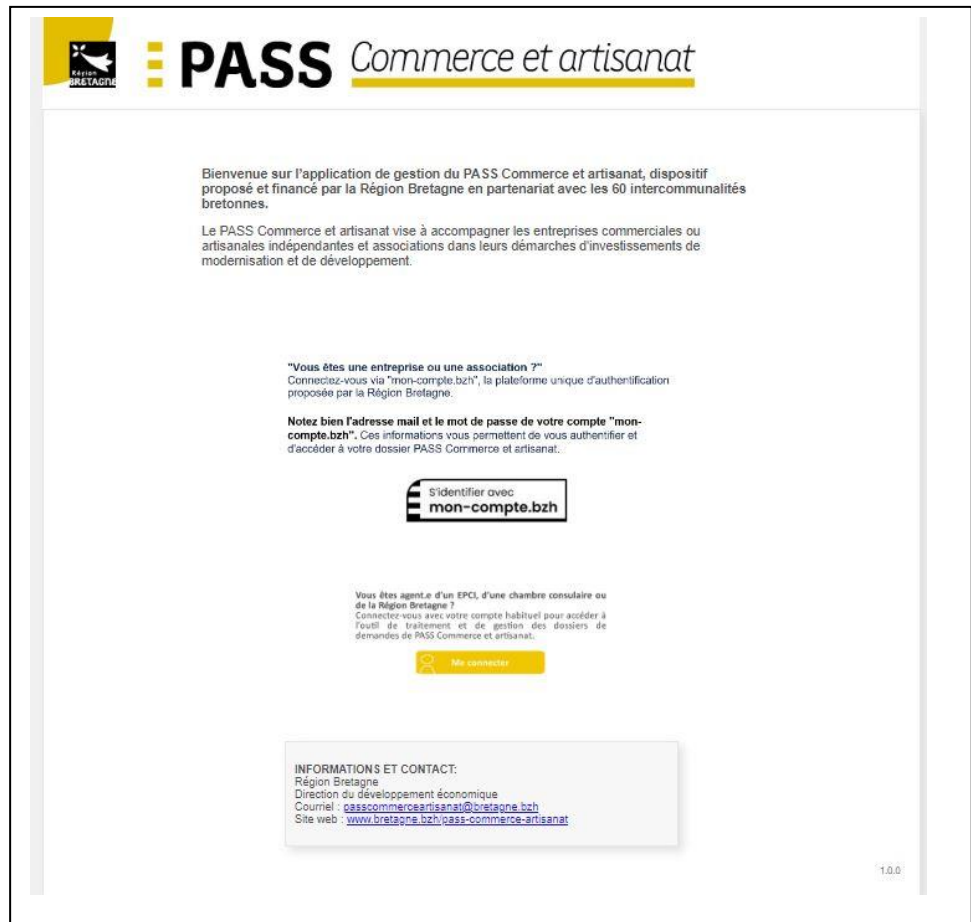 Région
BRETAGNE
PASS Commerce et artisanat
Bienvenue sur l'application de gestion du PASS Commerce et artisanat, dispositif
proposé et financé par la Région Bretagne en partenariat avec les 60 intercommunalités
bretonnes.
Le PASS Commerce et artisanat vise à accompagner les entreprises commerciales ou
artisanales indépendantes et associations dans leurs démarches d'investissements de
modernisation et de développement.
"Vous êtes une entreprise ou une association ?"
Connectez-vous via "mon-compte.bzh", la plateforme unique d'authentification
proposée par la Région Bretagne.
Notez bien l'adresse mail et le mot de passe de votre compte "mon-
compte.bzh". Ces informations vous permettent de vous authentifier et
d'accéder à votre dossier PASS Commerce et artisanat.
S'identifier avec
mon-compte.bzh
Vous êtes agent.e d'un EPCI, d'une chambre consulaire ou
de la Région Bretagne ?
Connectez-vous avec votre compte habituel pour accéder à
l'outil de traitement et de gestion des dossiers de
demandes de PASS Commerce et artisanat.
Me connecter
INFORMATIONS ET CONTACT:
Région Bretagne
Direction du développement économique
Courriel : passcommerceartisanat@bretagne.bzh
Site web : www.bretagne.bzh/pass-commerce-artisanat
1.0.0